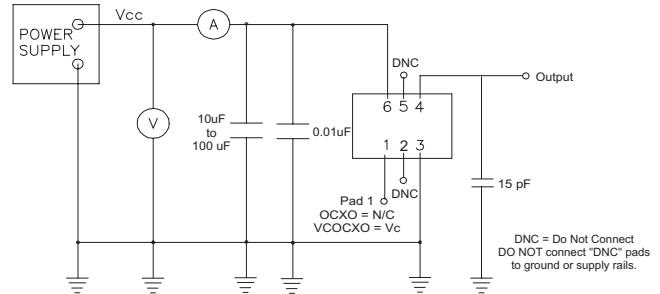 Vcc
POWER
SUPPLY
A
V
10uF
to
100 uF
0.01uF
DNC
6 5 4
1 2 3
DNC
Pad 1
OCXO = N/C
VCOCXO = Vc
Output
15 pF
DNC = Do Not Connect
DO NOT connect "DNC" pads
to ground or supply rails.